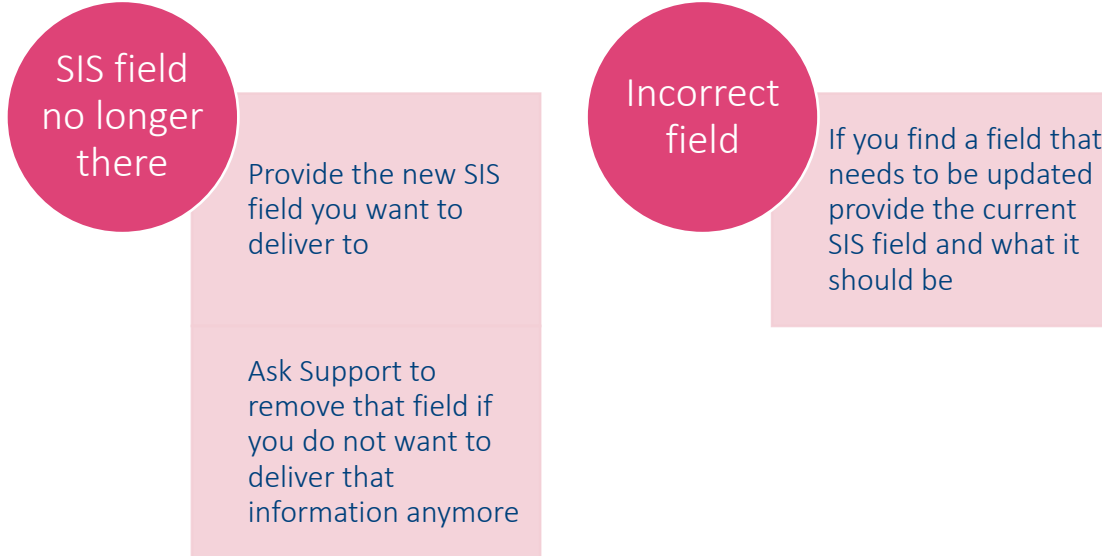 SIS field
no longer
there
Provide the new SIS
field you want to
deliver to
Ask Support to
remove that field if
you do not want to
deliver that
information anymore
Incorrect
field
If you find a field that
needs to be updated
provide the current
SIS field and what it
should be